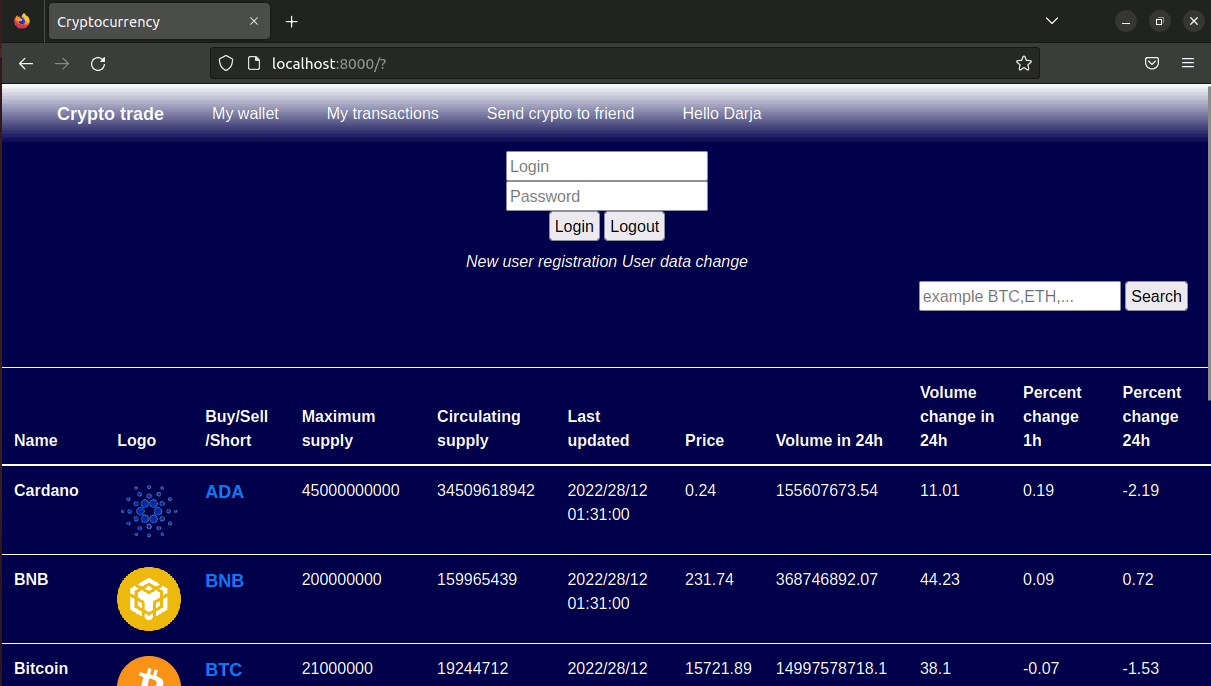 Cryptocurrency
localhost:8000/?
Crypto trade My wallet My transactions Send crypto to friend Hello Darja
Login
Password
Login Logout
New user registration User data change
example BTC,ETH,... Search
Name Logo Buy/Sell /Short Maximum supply Circulating supply Last updated Price Volume in 24h Volume change in 24h Percent change 1h Percent change 24h
Cardano ADA 45000000000 34509618942 2022/28/12 0.24 155607673.54 11.01 0.19 -2.19
01:31:00
BNB BNB 200000000 159965439 2022/28/12 231.74 368746892.07 44.23 0.09 0.72
01:31:00
Bitcoin BTC 21000000 19244712 2022/28/12 15721.89 14997578718.1 38.1 -0.07 -1.53